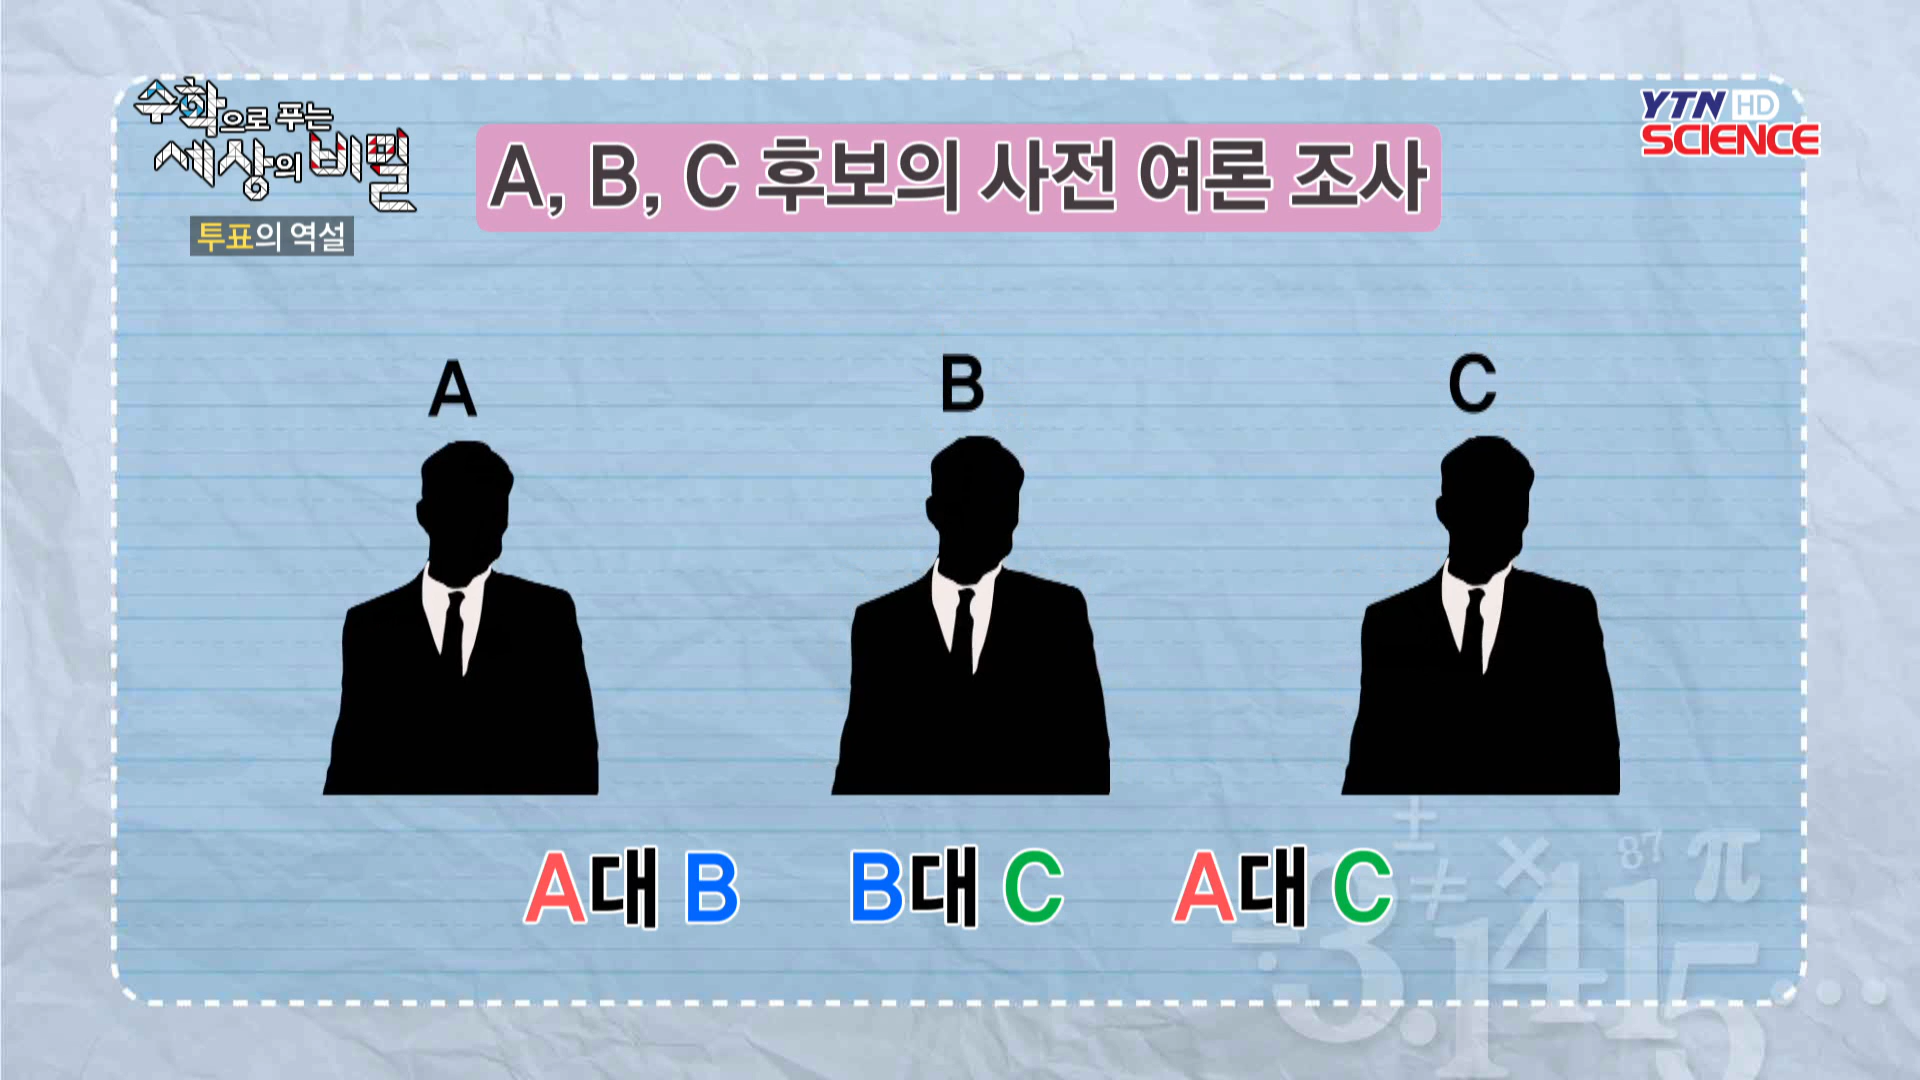 수학으로 푸는
세상의 비밀
투표의 역설
YTN HD
SCIENCE
A, B, C 후보의 사전 여론 조사
A
B
C
A대 B
B대 C
A대 C
± ≠ × 87 π
÷ 3.1415...